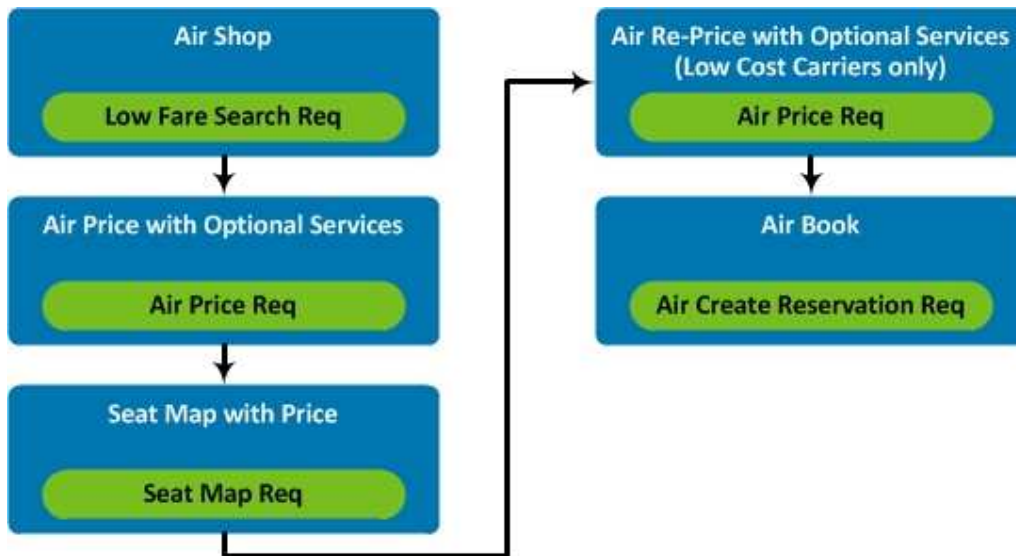 Air Shop
Low Fare Search Req
Air Price with Optional Services
Air Price Req
Seat Map with Price
Seat Map Req
Air Re-Price with Optional Services
(Low Cost Carriers only)
Air Price Req
Air Book
Air Create Reservation Req